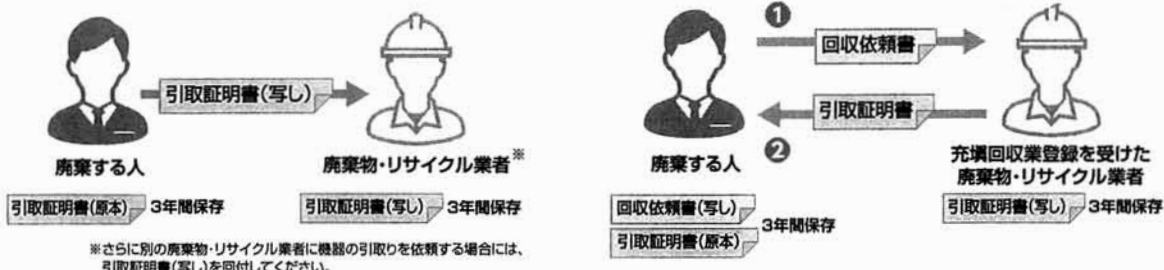 引取証明書(写し)
廃棄する人
廃棄物・リサイクル業者※
引取証明書(原本) 3年間保存
引取証明書(写し) 3年間保存
※さらに別の廃棄物・リサイクル業者に機器の引取りを依頼する場合には、
引取証明書(写し)を回付してください。
❶
回収依頼書
引取証明書
❷
廃棄する人
充塡回収業登録を受けた
廃棄物・リサイクル業者
回収依頼書(写し)
引取証明書(原本)
3年間保存
引取証明書(写し) 3年間保存